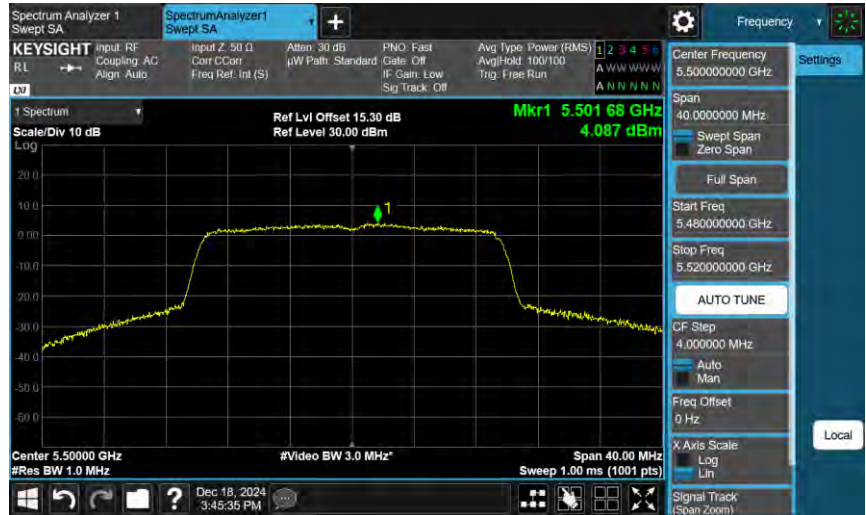 Spectrum Analyzer 1
Swept SA
SpectrumAnalyzer1
Swept SA
Frequency
KEYSIGHT
RL
LXI
Input: RF
Coupling: AC
Align: Auto
Input Z: 50 Ω
Corr CCorr
Freq Ref: Int (S)
Atten: 30 dB
µW Path: Standard
PNO: Fast
Gate: Off
IF Gain: Low
Sig Track: Off
Avg Type: Power (RMS)
Avg|Hold: 100/100
Trig: Free Run
1 2 3 4 5 6
A W W W W W
A N N N N N
1 Spectrum
Scale/Div 10 dB
Log
Ref Lvl Offset 15.30 dB
Ref Level 30.00 dBm
Mkr1 5.501 68 GHz
4.087 dBm
20.0
10.0
0.00
-10.0
-20.0
-30.0
-40.0
-50.0
-60.0
1
Center 5.50000 GHz
#Res BW 1.0 MHz
#Video BW 3.0 MHz*
Span 40.00 MHz
Sweep 1.00 ms (1001 pts)
Dec 18, 2024
3:45:35 PM
Center Frequency
5.500000000 GHz
Span
40.0000000 MHz
Swept Span
Zero Span
Full Span
Start Freq
5.480000000 GHz
Stop Freq
5.520000000 GHz
AUTO TUNE
CF Step
4.000000 MHz
Auto
Man
Freq Offset
0 Hz
X Axis Scale
Log
Lin
Signal Track
(Span Zoom)
Settings
Local